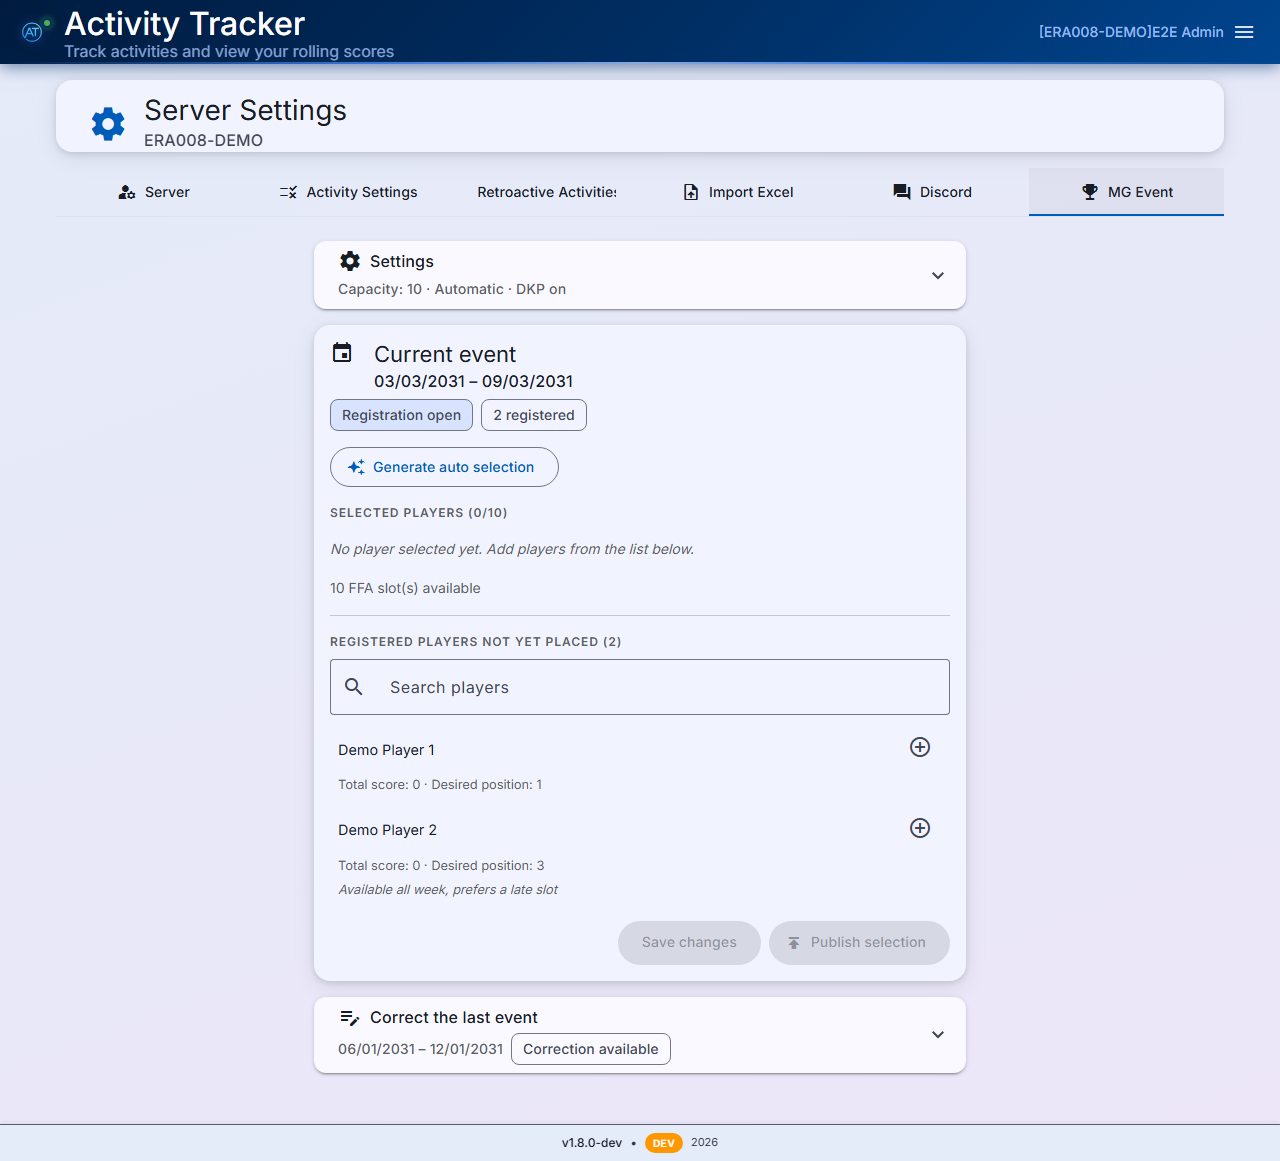 AT
Activity Tracker
Track activities and view your rolling scores
[ERA008-DEMO]E2E Admin
Server Settings
ERA008-DEMO
Server
Activity Settings
Retroactive Activities
Import Excel
Discord
MG Event
Settings
Capacity: 10 · Automatic · DKP on
Current event
03/03/2031 – 09/03/2031
Registration open
2 registered
Generate auto selection
SELECTED PLAYERS (0/10)
No player selected yet. Add players from the list below.
10 FFA slot(s) available
REGISTERED PLAYERS NOT YET PLACED (2)
Search players
Demo Player 1
Total score: 0 · Desired position: 1
Demo Player 2
Total score: 0 · Desired position: 3
Available all week, prefers a late slot
Save changes
Publish selection
Correct the last event
06/01/2031 – 12/01/2031
Correction available
v1.8.0-dev • DEV 2026